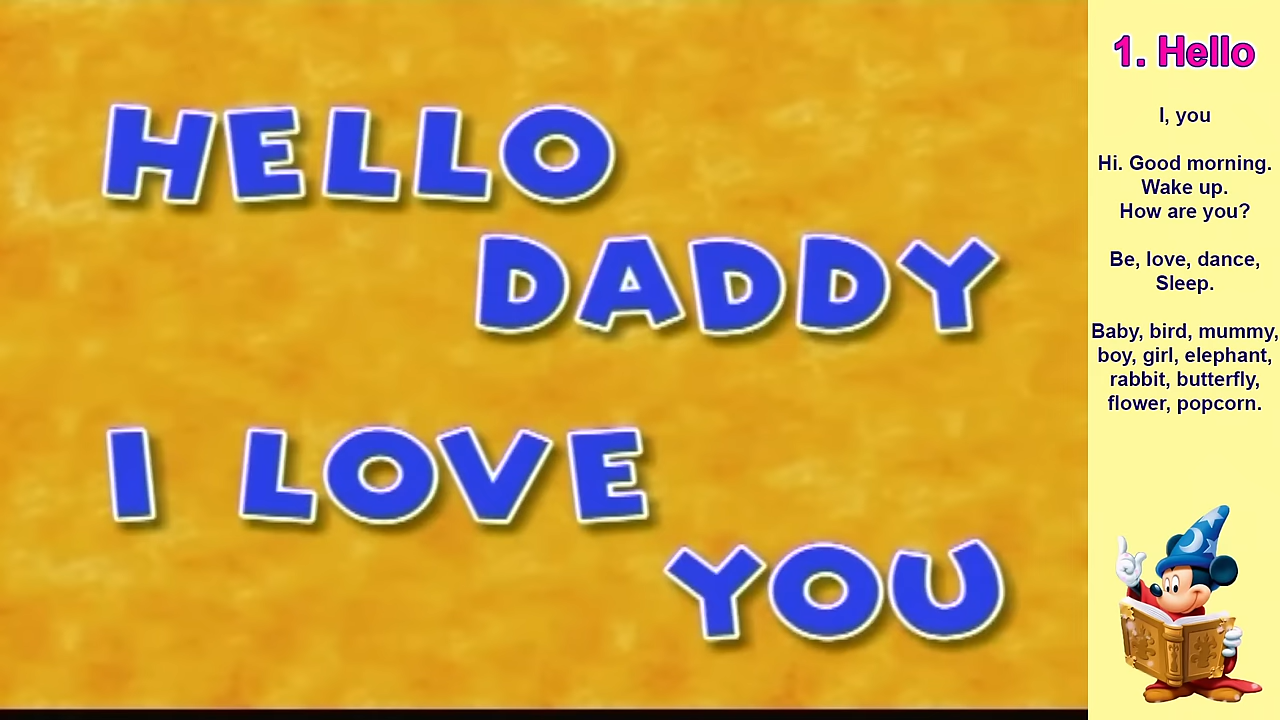 HELLO
DADDY
I LOVE
YOU
1. Hello
I, you
Hi. Good morning.
Wake up.
How are you?
Be, love, dance,
Sleep.
Baby, bird, mummy,
boy, girl, elephant,
rabbit, butterfly,
flower, popcorn.